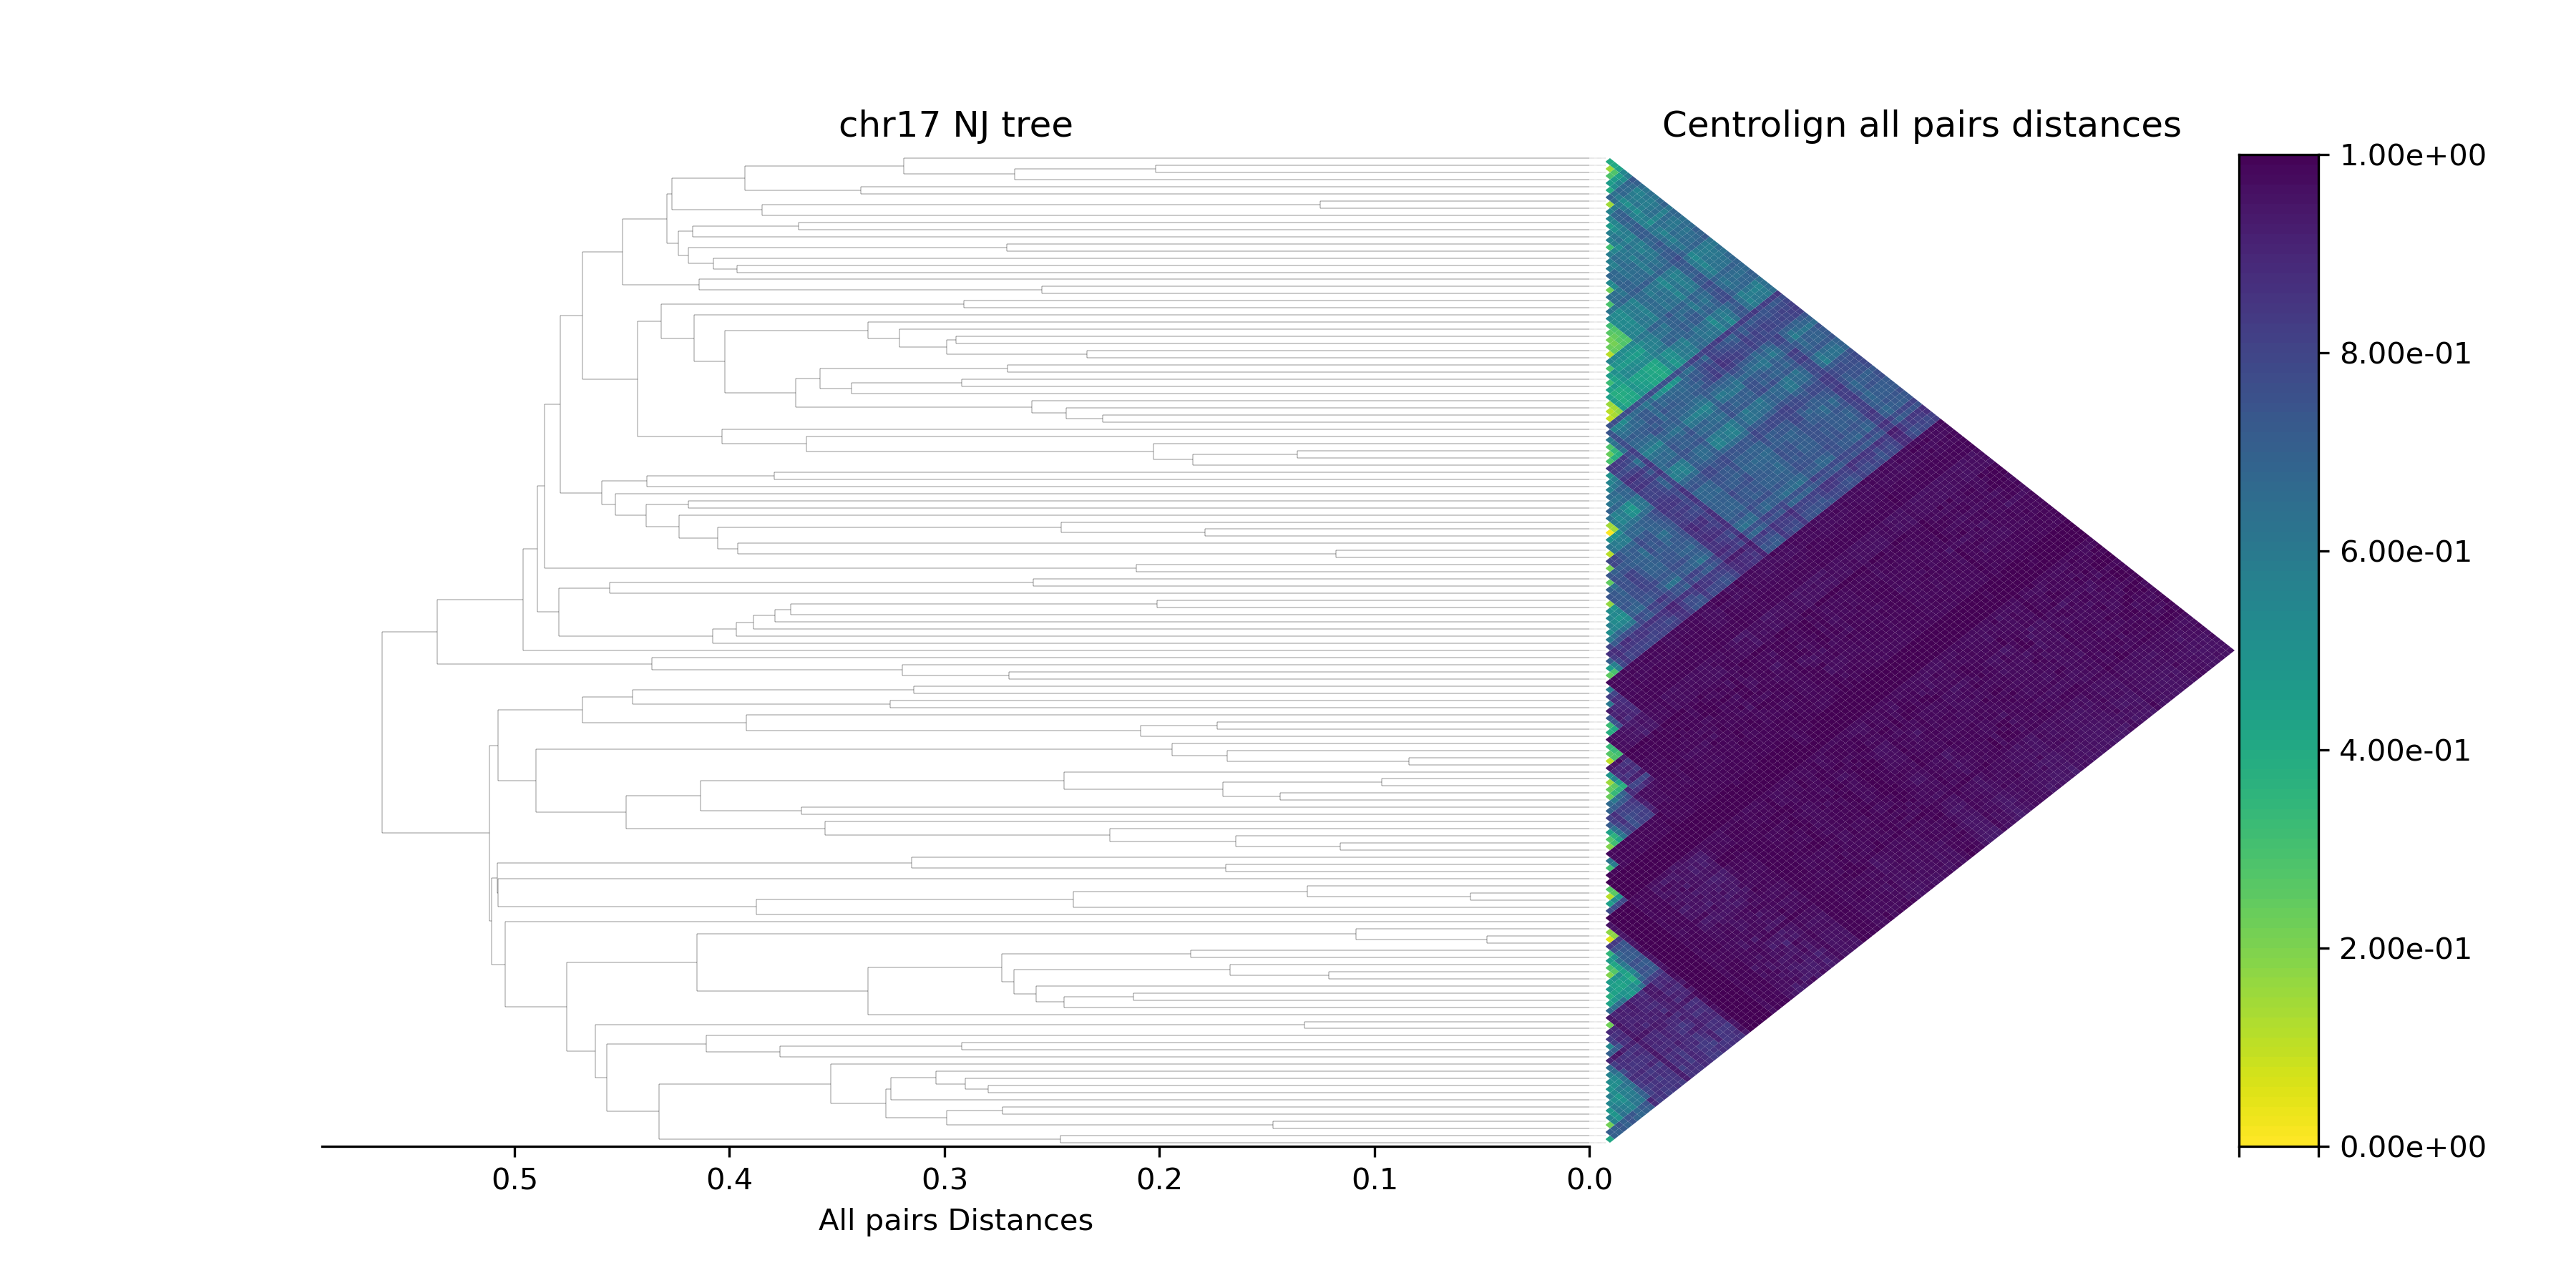 chr17 NJ tree
Centrolign all pairs distances
1.00e+00
8.00e-01
6.00e-01
4.00e-01
2.00e-01
0.00e+00
0.5 0.4 0.3 0.2 0.1 0.0
All pairs Distances